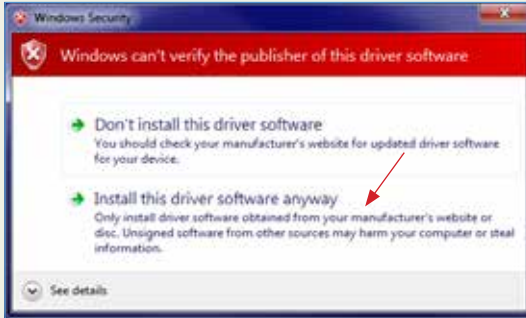 Windows Security
Windows can't verify the publisher of this driver software
Don't install this driver software
You should check your manufacturer's website for updated driver software
for your device.
Install this driver software anyway
Only install driver software obtained from your manufacturer's website or
disc. Unsigned software from other sources may harm your computer or steal
information.
See details